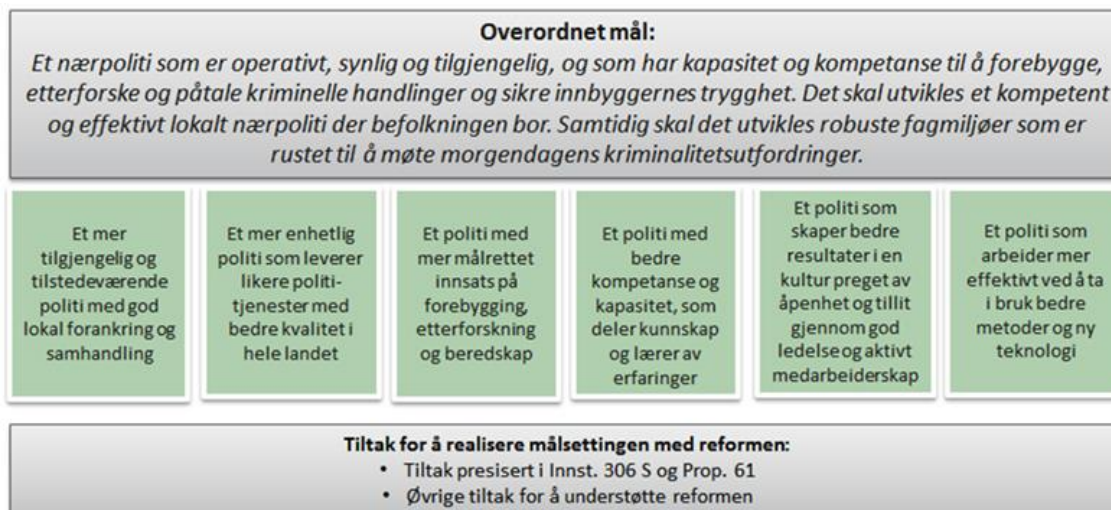 Overordnet mål:
Et nærpoliti som er operativt, synlig og tilgjengelig, og som har kapasitet og kompetanse til å forebygge,
etterforske og påtale kriminelle handlinger og sikre innbyggernes trygghet. Det skal utvikles et kompetent
og effektivt lokalt nærpoliti der befolkningen bor. Samtidig skal det utvikles robuste fagmiljøer som er
rustet til å møte morgendagens kriminalitetsutfordringer.
Et mer
tilgjengelig og
tilstedeværende
politi med god
lokal forankring og
samhandling
Et mer enhetlig
politi som leverer
likere politi-
tjenester med
bedre kvalitet i
hele landet
Et politi med
mer målrettet
innsats på
forebygging,
etterforskning
og beredskap
Et politi med
bedre
kompetanse og
kapasitet, som
deler kunnskap
og lærer av
erfaringer
Et politi som
skaper bedre
resultater i en
kultur preget av
åpenhet og tillit
gjennom god
ledelse og aktivt
medarbeiderskap
Et politi som
arbeider mer
effektivt ved å ta
i bruk bedre
metoder og ny
teknologi
Tiltak for å realisere målsettingen med reformen:
• Tiltak presisert i Innst. 306 S og Prop. 61
• Øvrige tiltak for å understøtte reformen